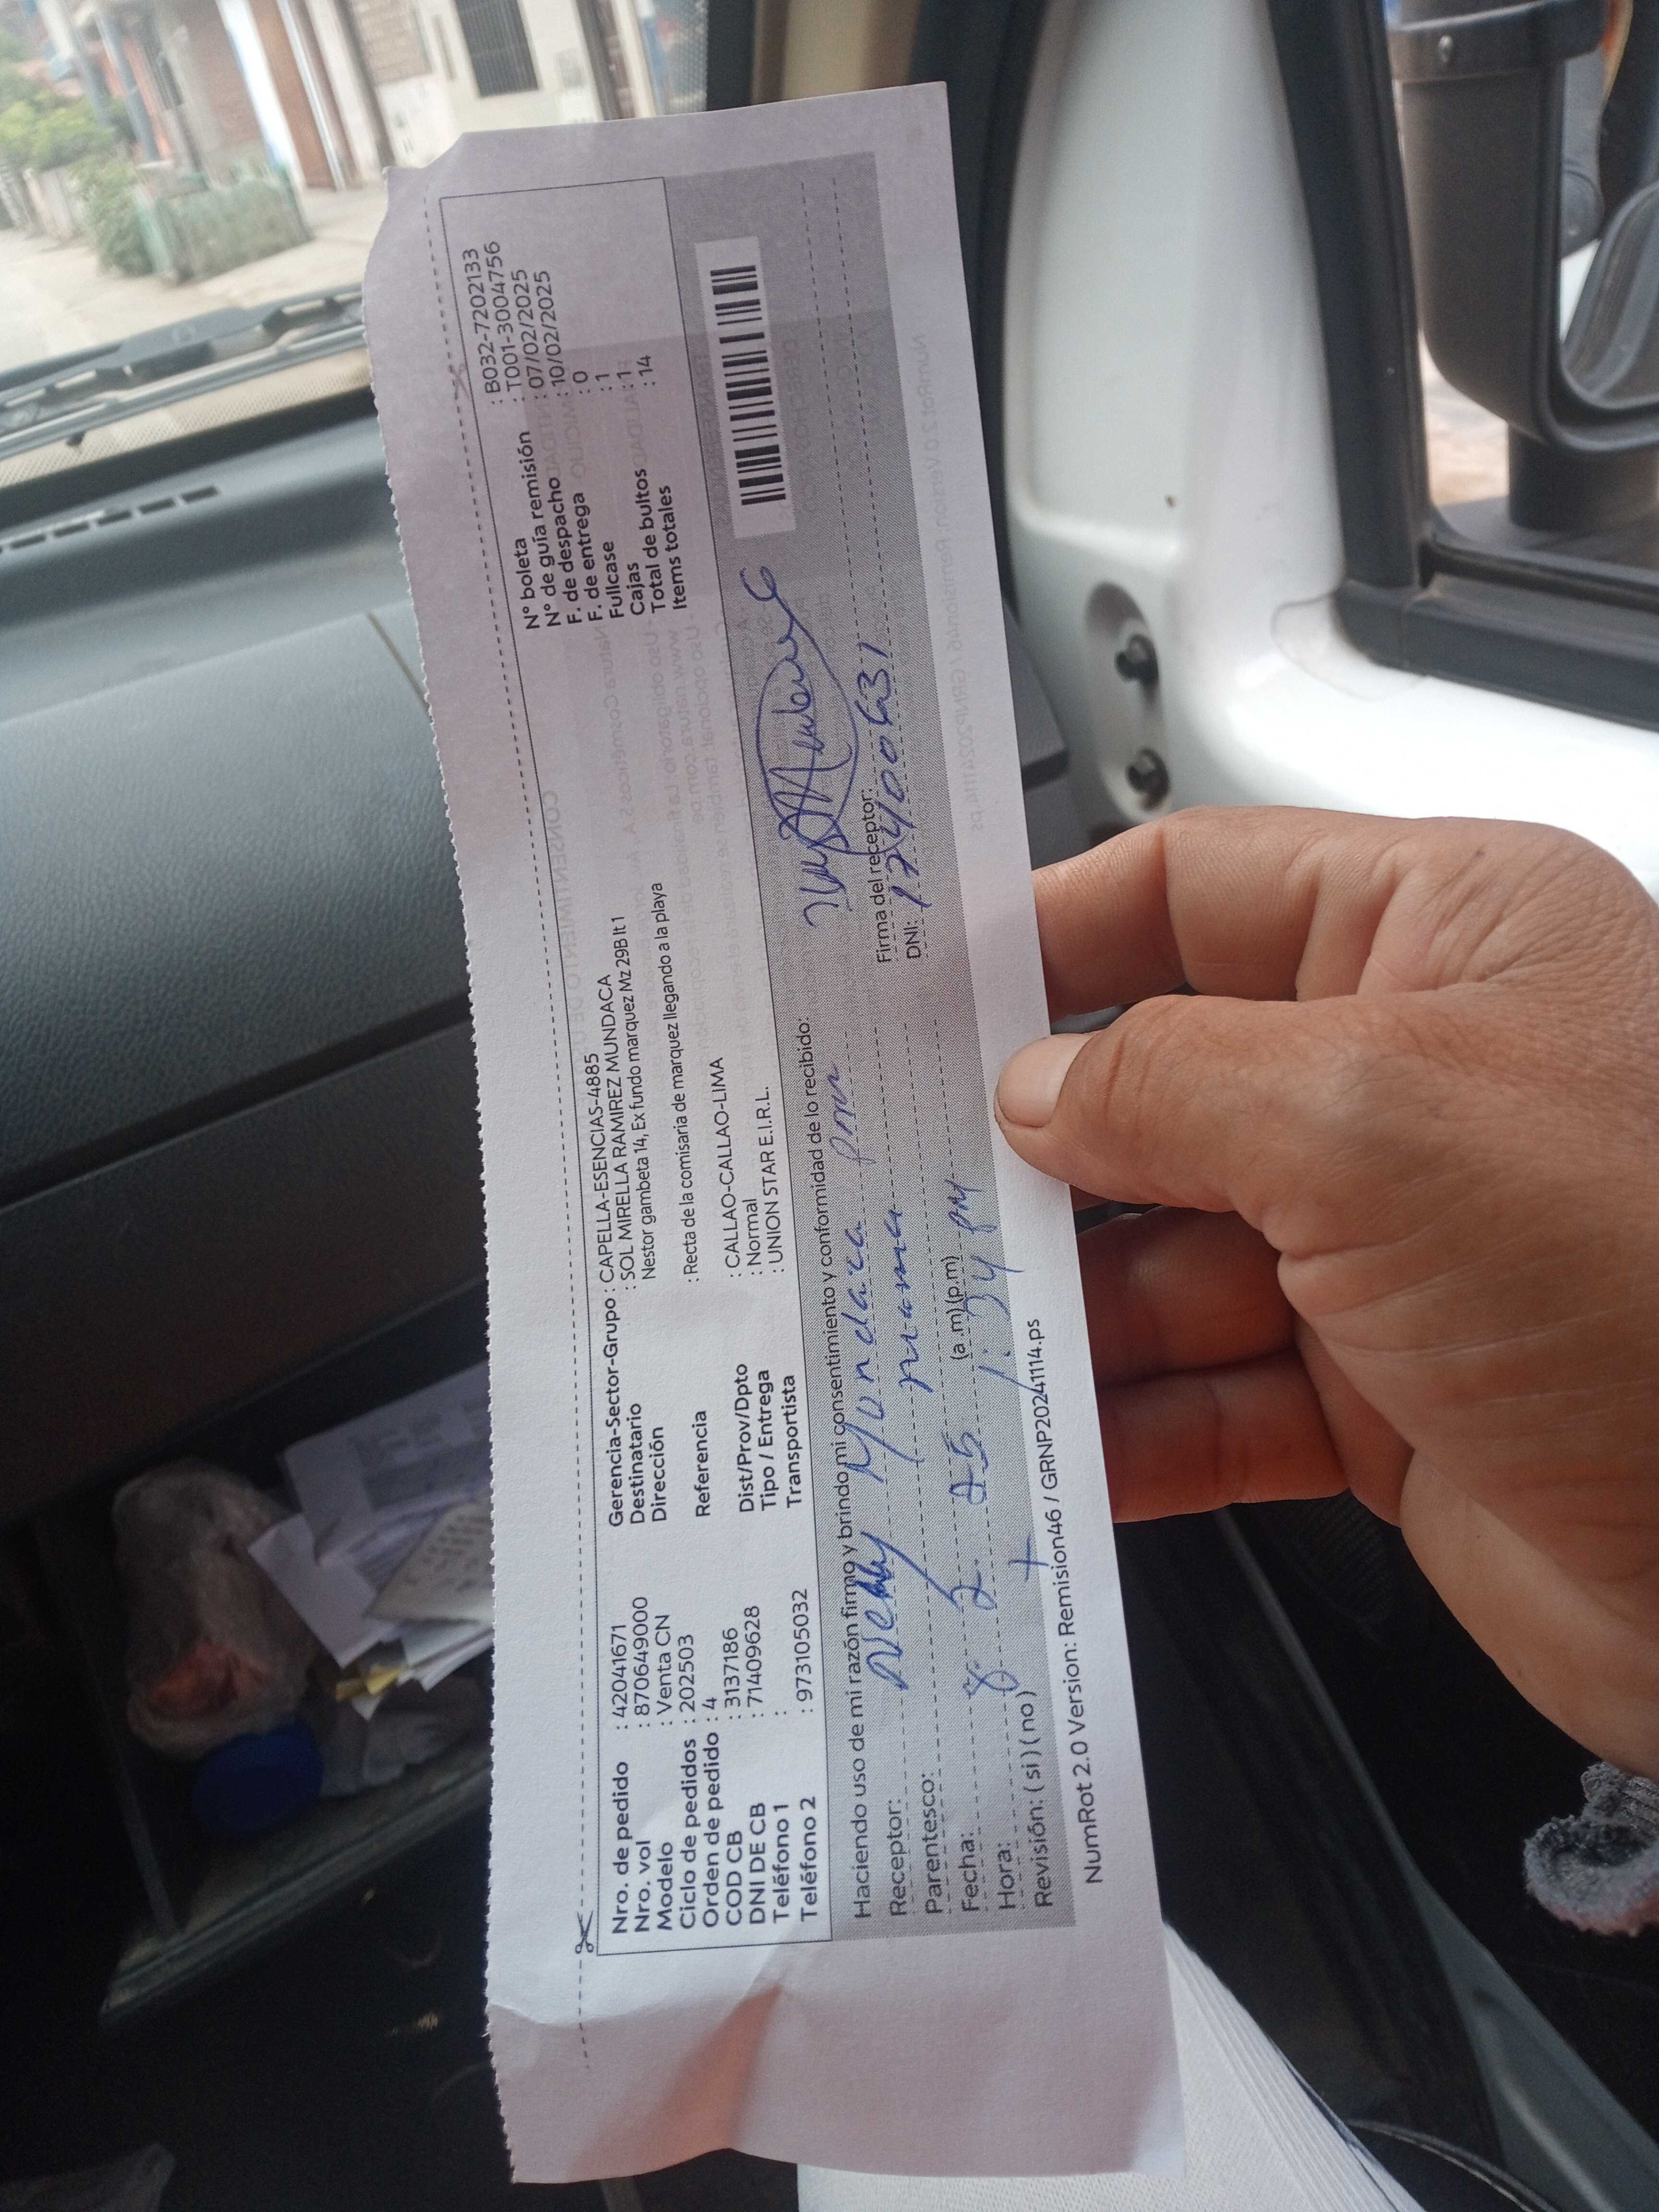 Nro. de pedido : 42041671
Nro. vol : 870649000
Modelo : Venta CN
Ciclo de pedidos : 202503
Orden de pedido : 4
COD CB : 3137186
DNI DE CB : 71409628
Teléfono 1 :
Teléfono 2 : 973105032
Gerencia-Sector-Grupo : CAPELLA-ESENCIAS-4885
Destinatario : SOL MIRELLA RAMIREZ MUNDACA
Dirección Nestor gambeta 14, Ex fundo marquez Mz 29B lt 1
Referencia : Recta de la comisaria de marquez llegando a la playa
Dist/Prov/Dpto : CALLAO-CALLAO-LIMA
Tipo / Entrega : Normal
Transportista : UNION STAR E.I.R.L.
N° boleta : B032-7202133
N° de guía remisión : T001-3004756
F. de despacho : 07/02/2025
F. de entrega : 10/02/2025
Fullcase : 0
Cajas : 1
Total de bultos : 1
Items totales : 14
Haciendo uso de mi razón firmo y brindo mi consentimiento y conformidad de lo recibido:
Receptor:
Parentesco: mama
Fecha: 8 2 25
Hora: (a .m) (p.m) 1:34 pm
Revisión: ( si ) ( no )
Firma del receptor:
DNI:
NumRot 2.0 Version: Remision46 / GRNP20241114.ps